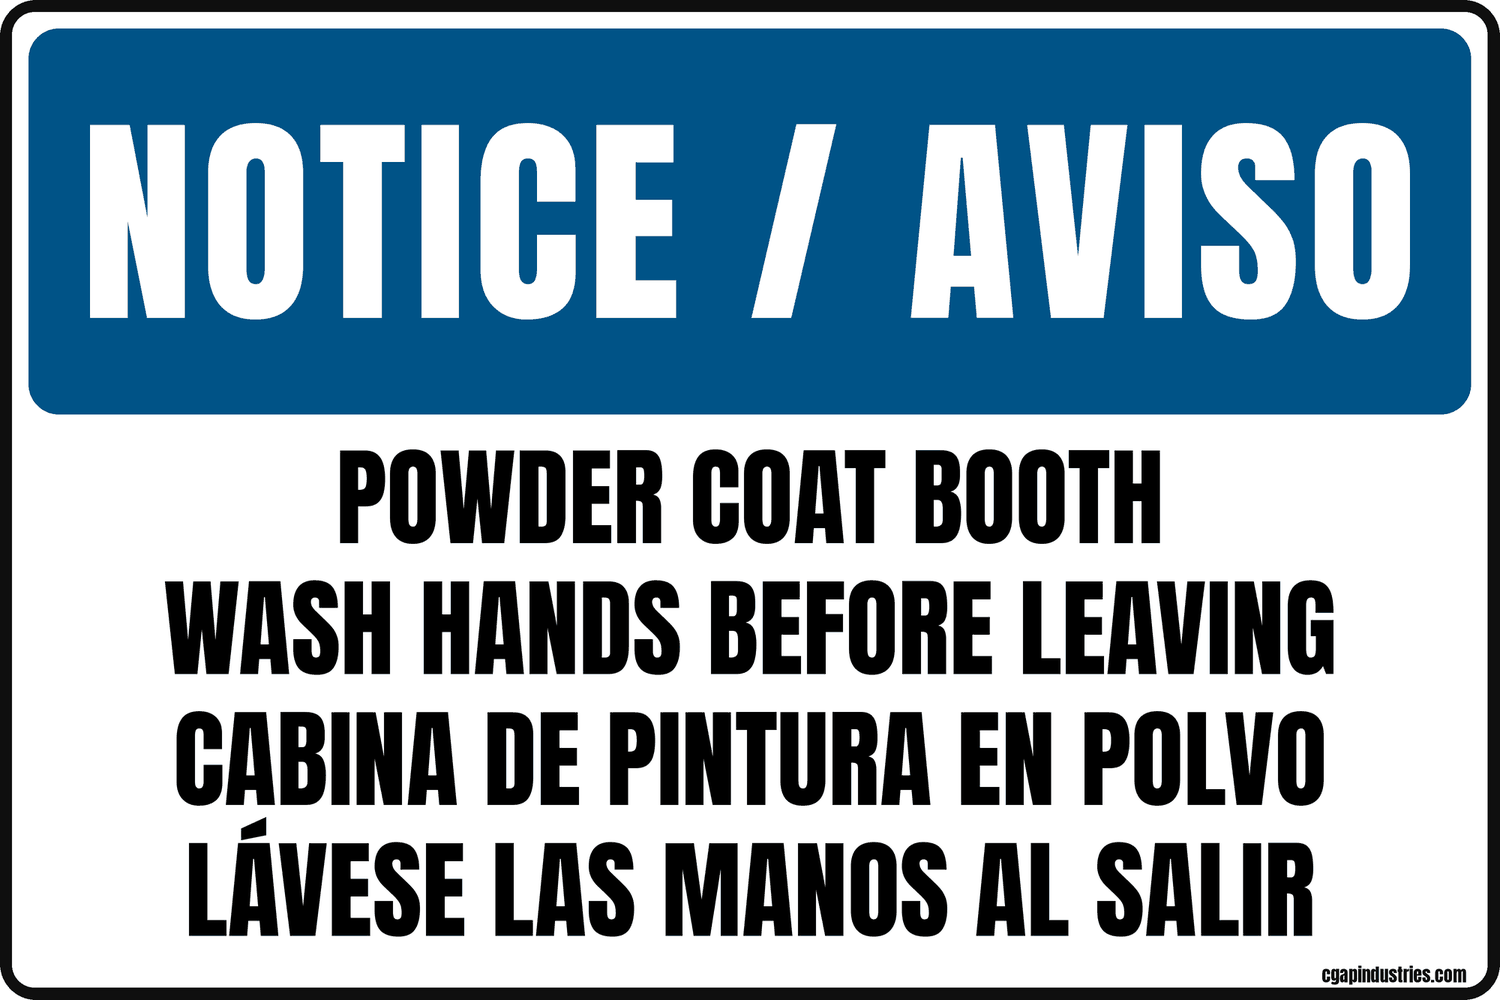 NOTICE / AVISO
POWDER COAT BOOTH
WASH HANDS BEFORE LEAVING
CABINA DE PINTURA EN POLVO
LÁVESE LAS MANOS AL SALIR
cgapindustries.com